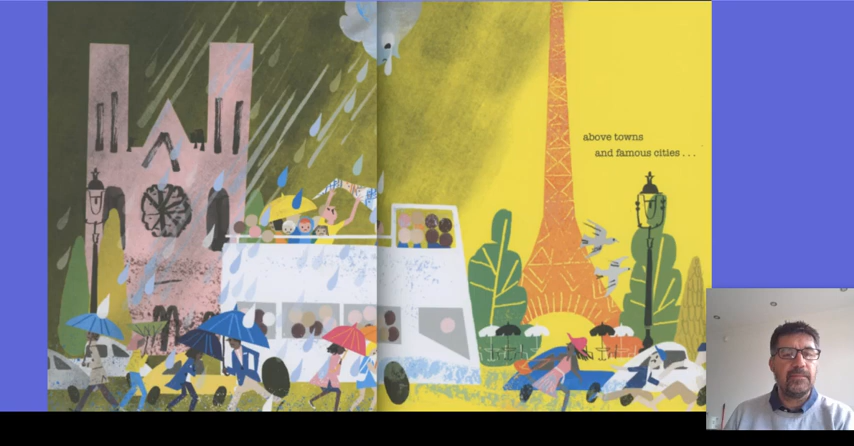 above towns
and famous cities . . .